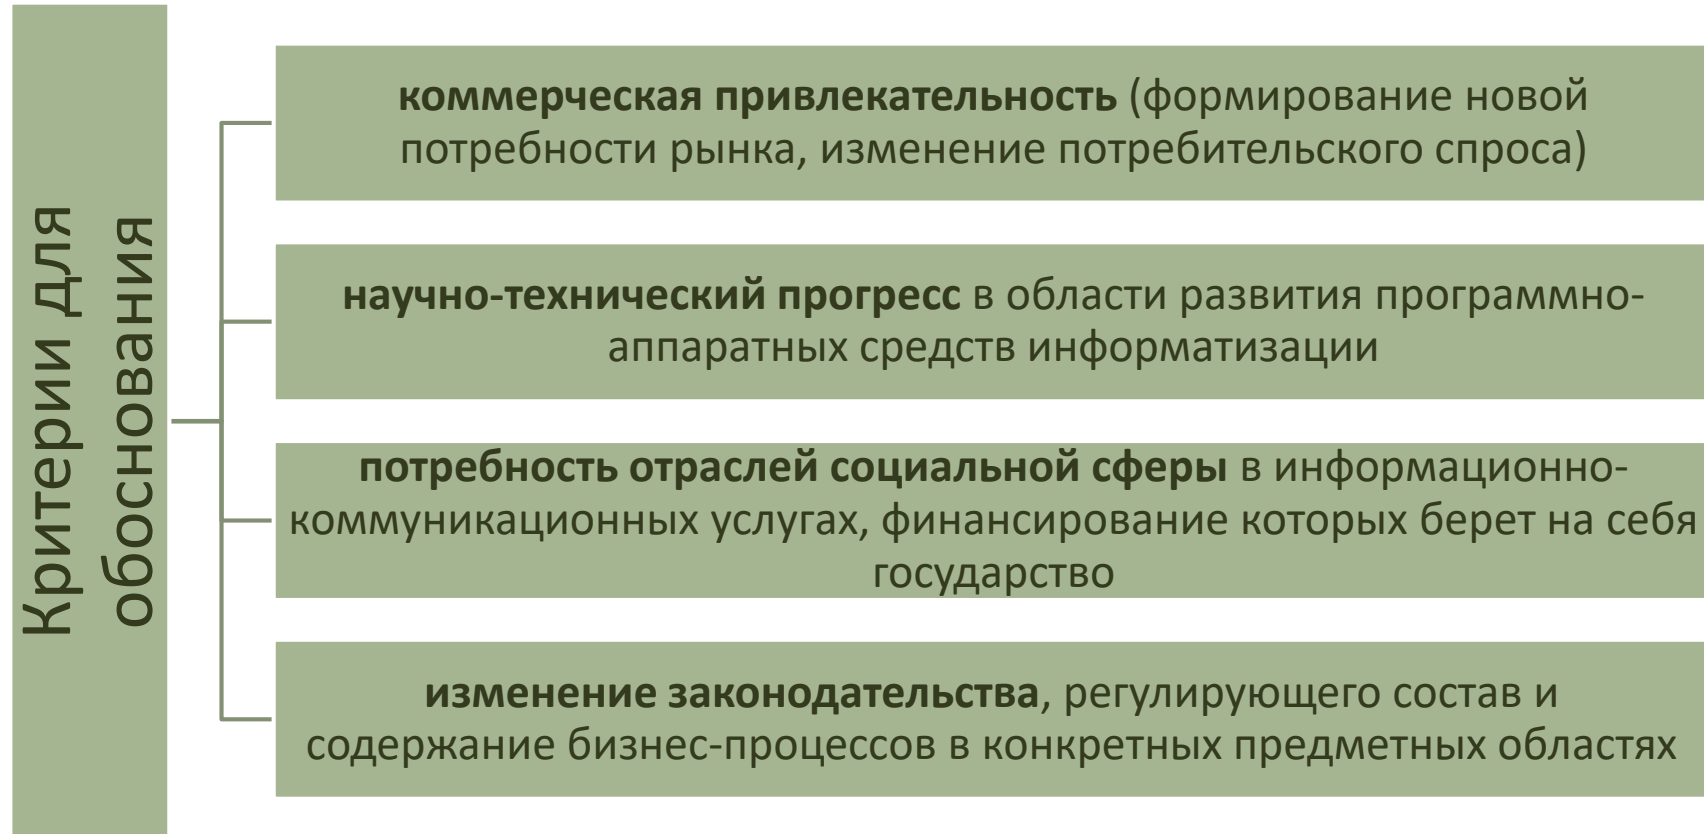 Критерии для
обоснования
коммерческая привлекательность (формирование новой
потребности рынка, изменение потребительского спроса)
научно-технический прогресс в области развития программно-
аппаратных средств информатизации
потребность отраслей социальной сферы в информационно-
коммуникационных услугах, финансирование которых берет на себя
государство
изменение законодательства, регулирующего состав и
содержание бизнес-процессов в конкретных предметных областях